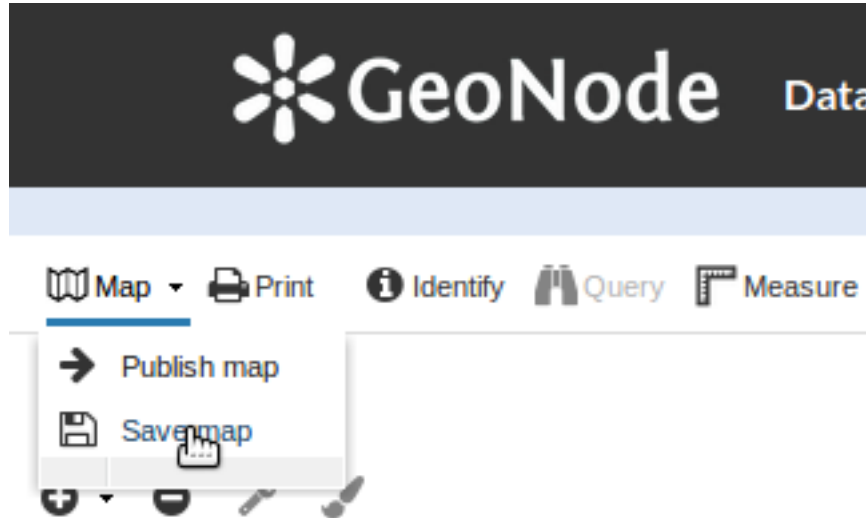 GeoNode Data
Map Print Identify Query Measure
Publish map
Save map